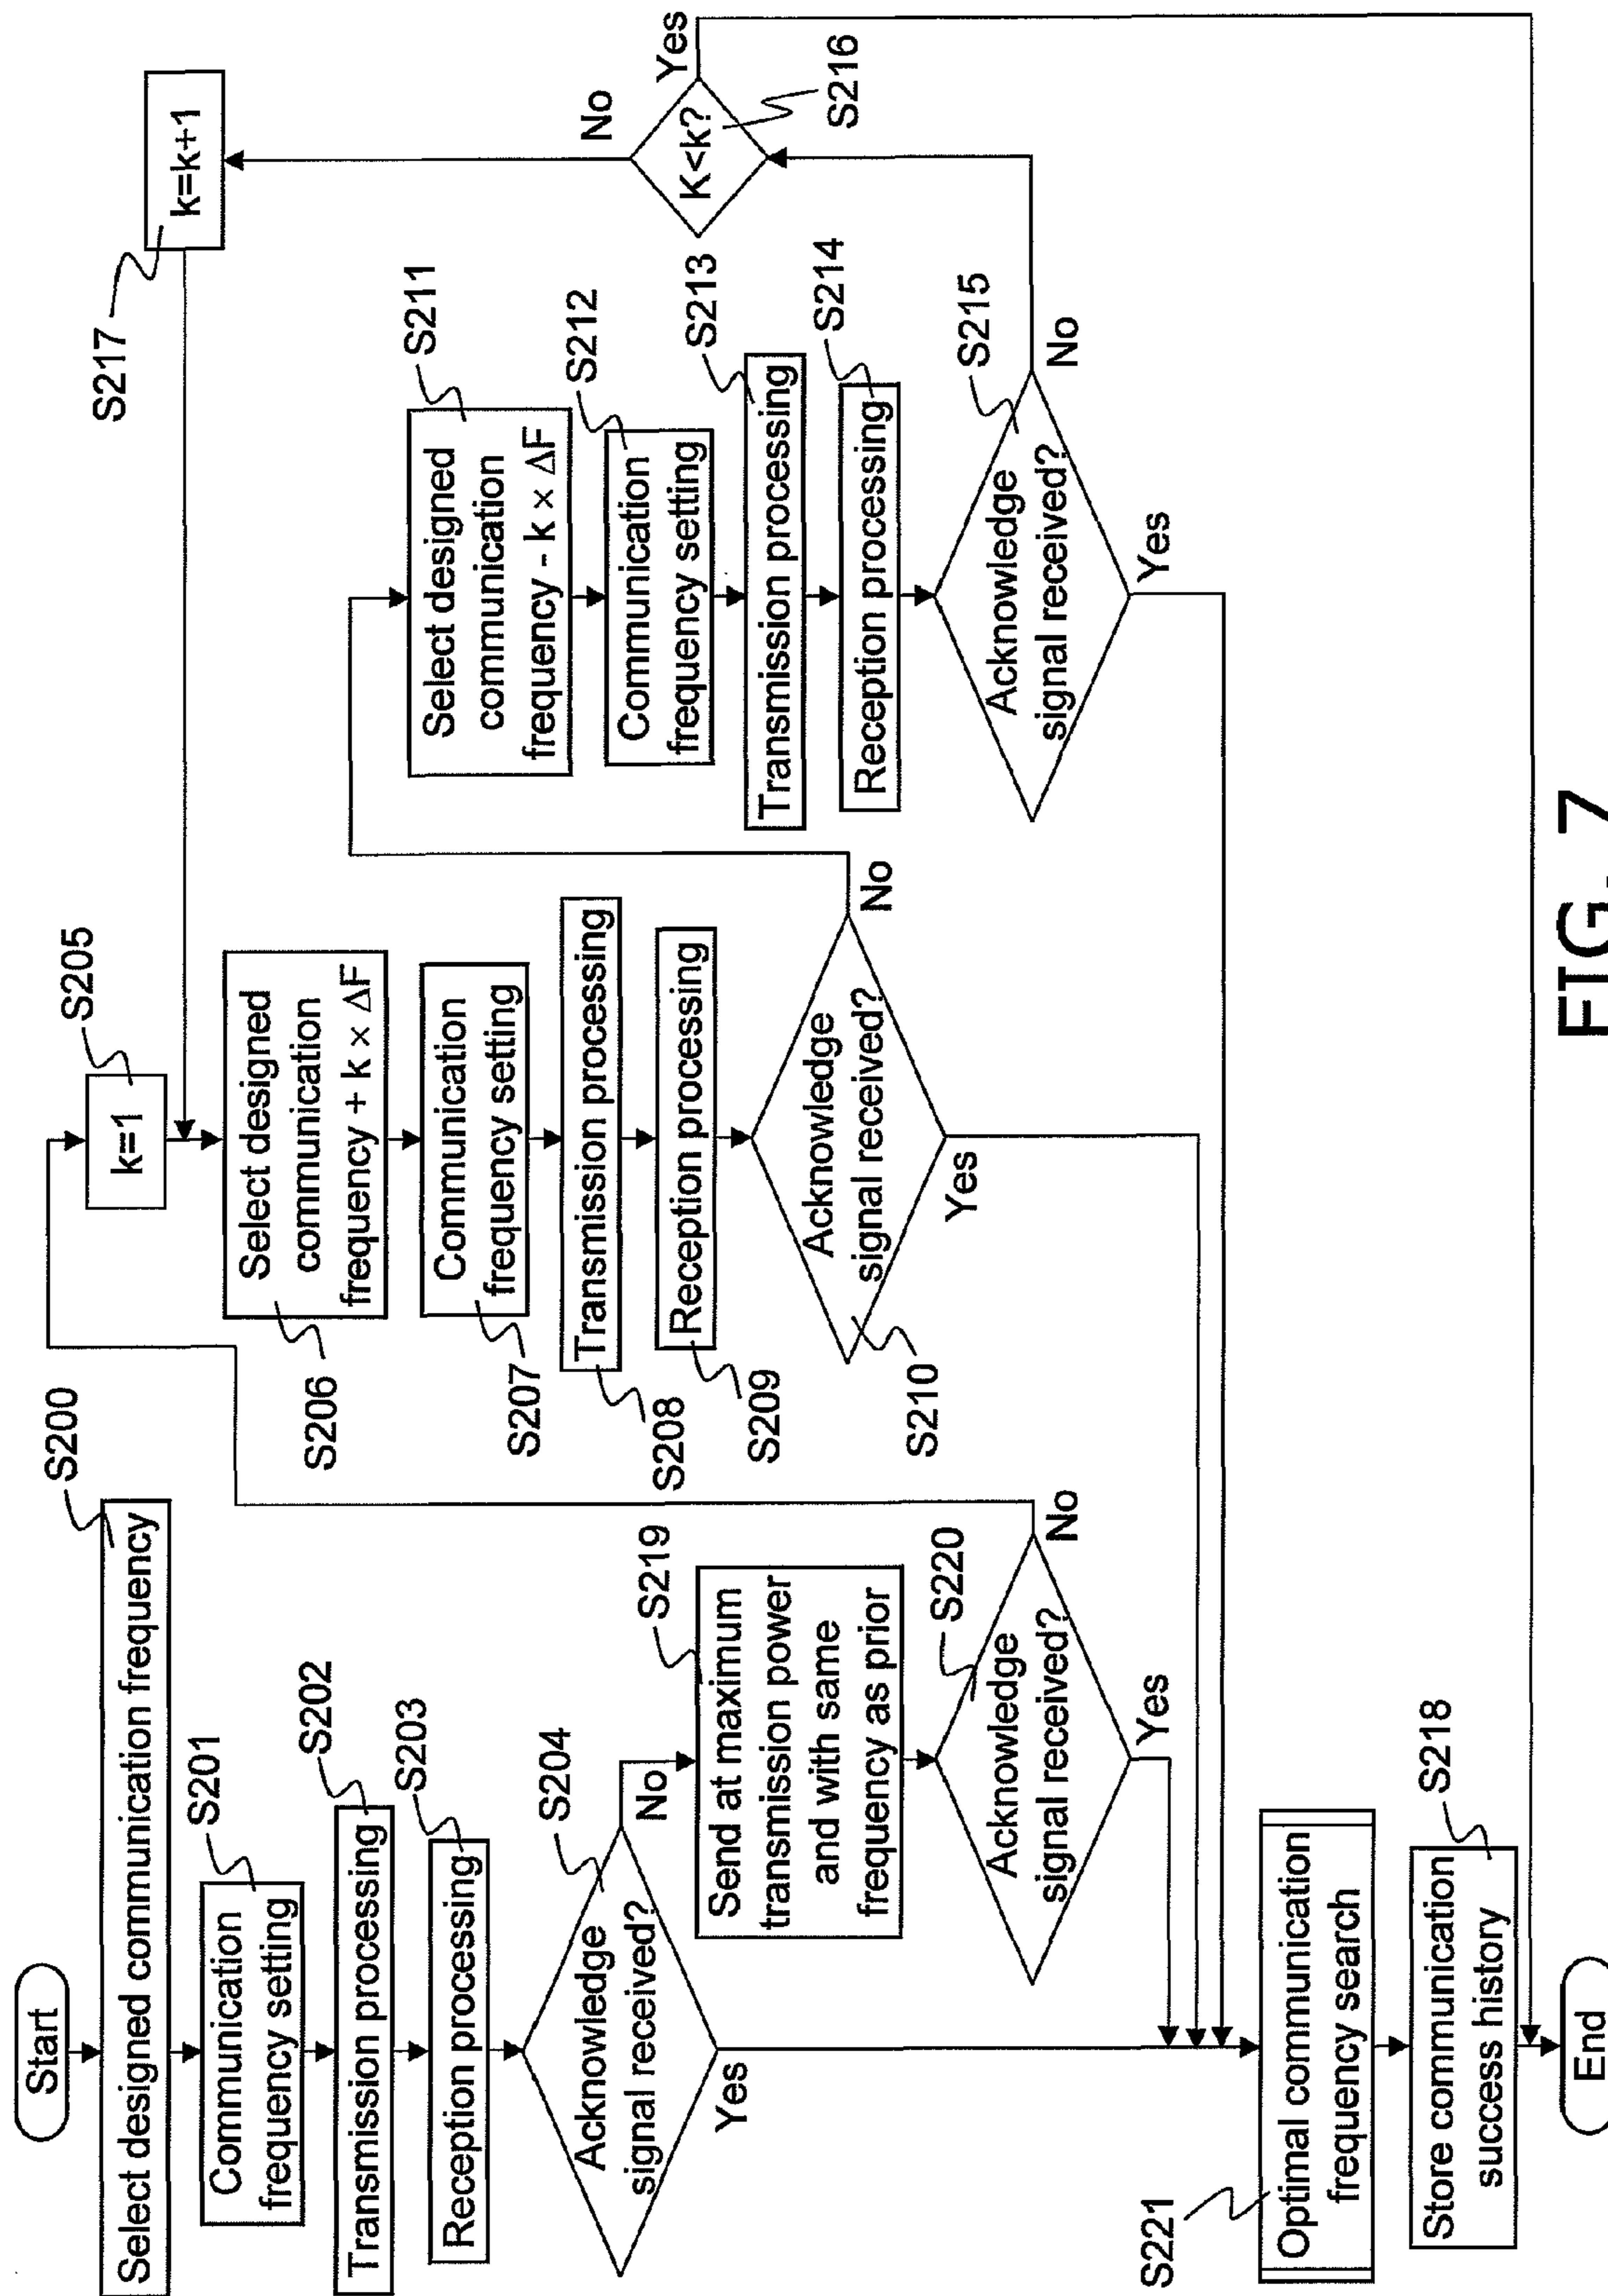 Start
Select designed communication frequency
S200
Communication
frequency setting
S201
Transmission processing
S202
Reception processing
S203
Acknowledge
signal received?
S204
No
Yes
Send at maximum
transmission power
and with same
frequency as prior
S219
Acknowledge
signal received?
S220
No
Yes
k=1
S205
Select designed
communication
frequency + k × ΔF
S206
Communication
frequency setting
S207
Transmission processing
S208
Reception processing
S209
Acknowledge
signal received?
S210
No
Yes
Select designed
communication
frequency - k × ΔF
S211
Communication
frequency setting
S212
Transmission processing
S213
Reception processing
S214
Acknowledge
signal received?
S215
No
Yes
K<k?
S216
No
Yes
k=k+1
S217
Optimal communication
frequency search
S221
Store communication
success history
S218
End
FIG. 7